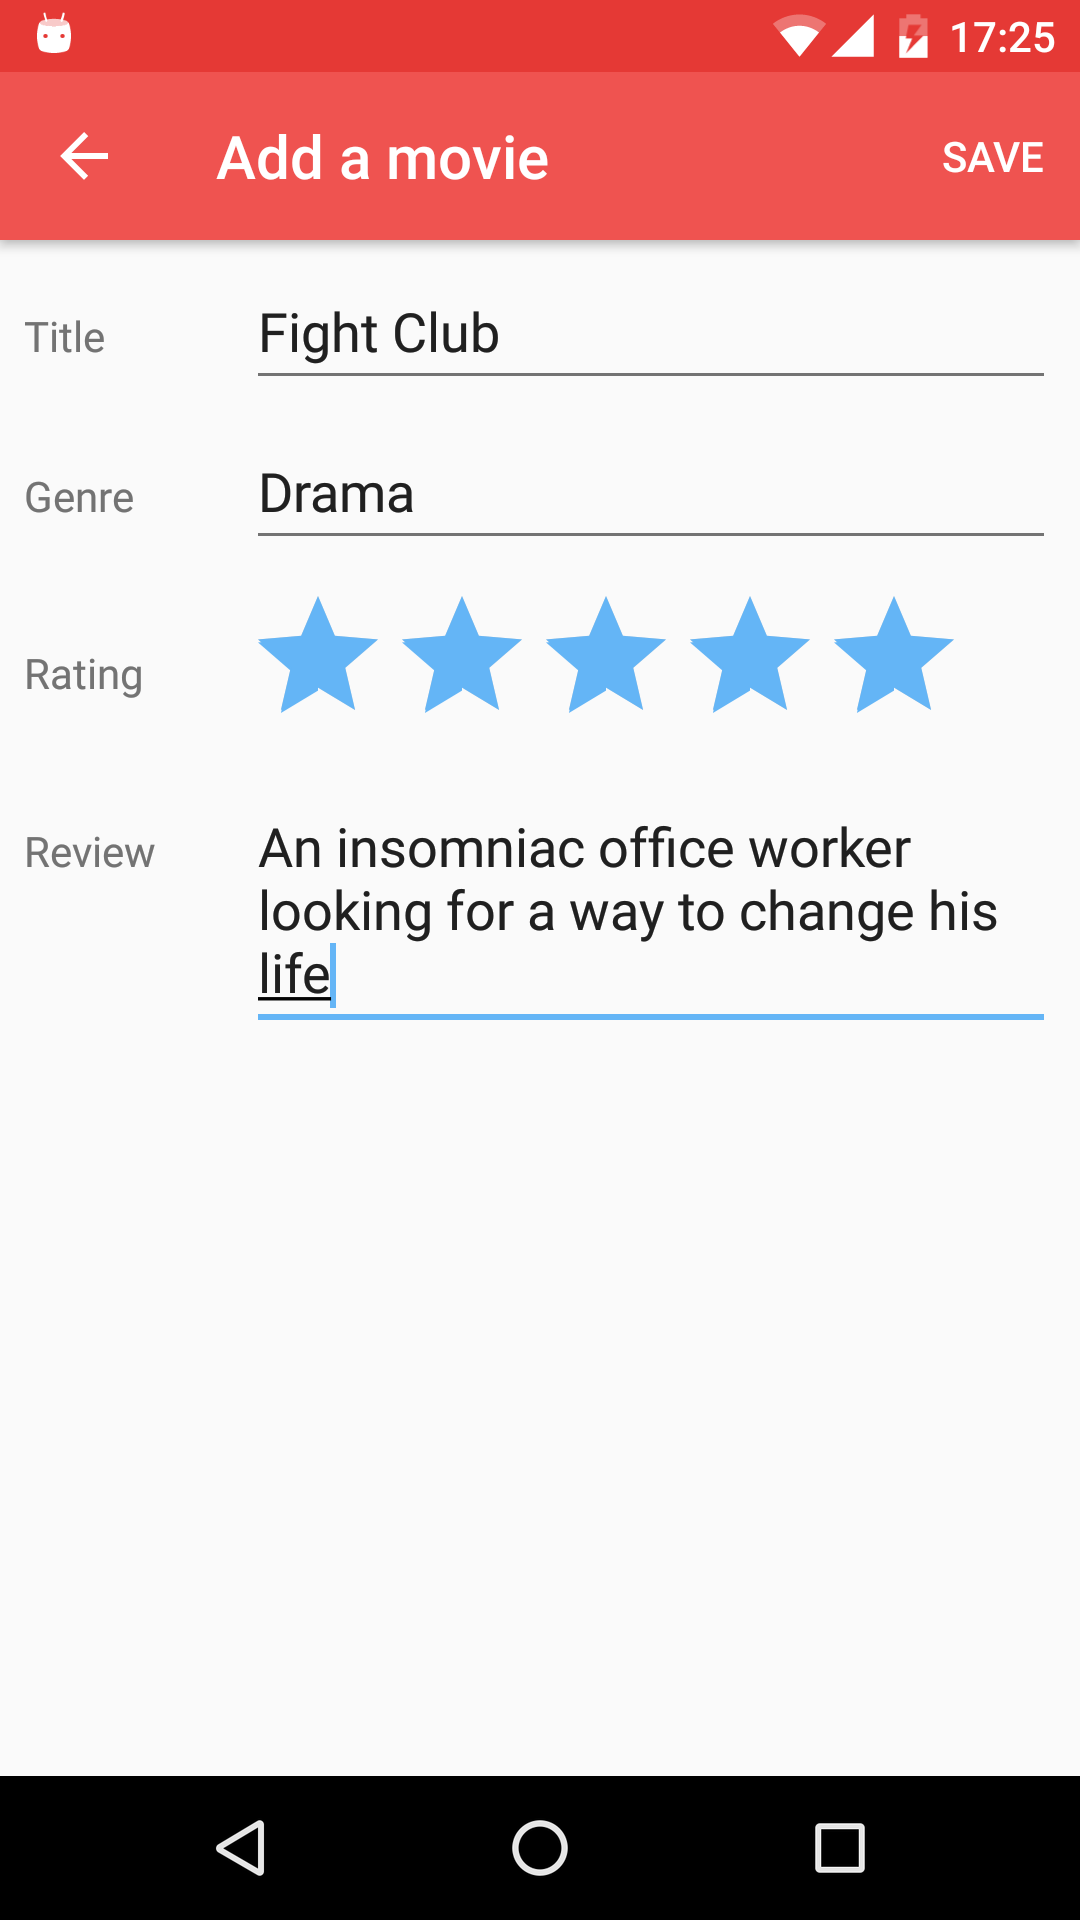 17:25
Add a movie SAVE
Title Fight Club
Genre Drama
Rating
Review An insomniac office worker
looking for a way to change his
life